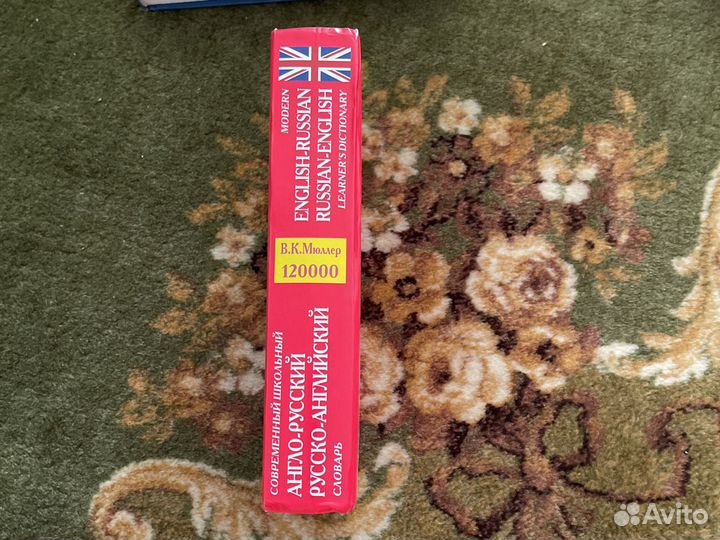 MODERN
ENGLISH-RUSSIAN
RUSSIAN-ENGLISH
LEARNER'S DICTIONARY
В.К.Мюллер
120000
СОВРЕМЕННЫЙ ШКОЛЬНЫЙ
АНГЛО-РУССКИЙ
РУССКО-АНГЛИЙСКИЙ
СЛОВАРЬ
Avito